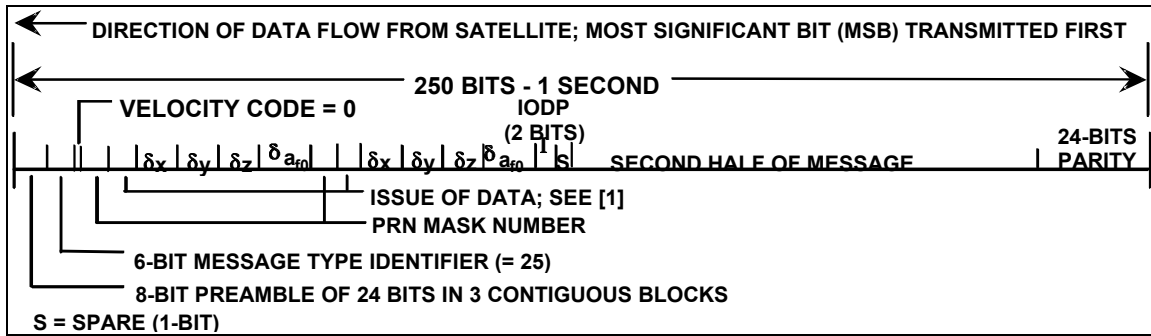 DIRECTION OF DATA FLOW FROM SATELLITE; MOST SIGNIFICANT BIT (MSB) TRANSMITTED FIRST
250 BITS - 1 SECOND
VELOCITY CODE = 0
IODP
(2 BITS)
δx δy δz δ af0 δx δy δz δ af0 I S SECOND HALF OF MESSAGE
24-BITS
PARITY
ISSUE OF DATA; SEE [1]
PRN MASK NUMBER
6-BIT MESSAGE TYPE IDENTIFIER (= 25)
8-BIT PREAMBLE OF 24 BITS IN 3 CONTIGUOUS BLOCKS
S = SPARE (1-BIT)